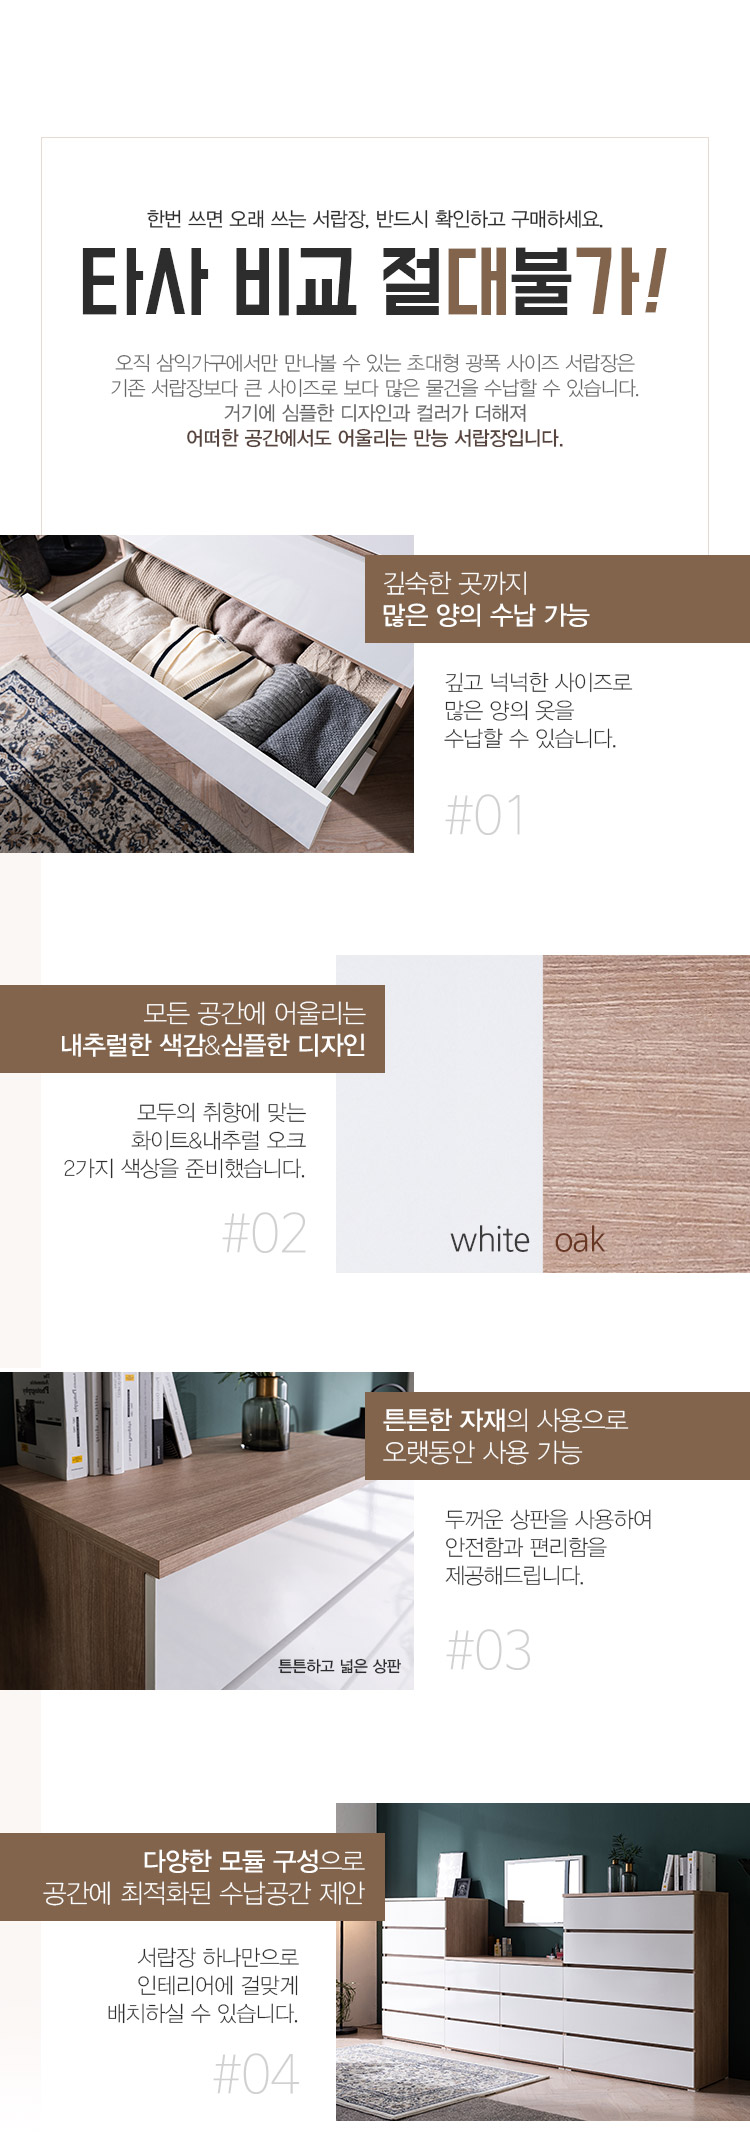 한번 쓰면 오래 쓰는 서랍장, 반드시 확인하고 구매하세요.
타사 비교 절대불가!
오직 삼익가구에서만 만나볼 수 있는 초대형 광폭 사이즈 서랍장은
기존 서랍장보다 큰 사이즈로 보다 많은 물건을 수납할 수 있습니다.
거기에 심플한 디자인과 컬러가 더해져
어떠한 공간에서도 어울리는 만능 서랍장입니다.
깊숙한 곳까지
많은 양의 수납 가능
깊고 넉넉한 사이즈로
많은 양의 옷을
수납할 수 있습니다.
#01
모든 공간에 어울리는
내추럴한 색감&심플한 디자인
모두의 취향에 맞는
화이트&내추럴 오크
2가지 색상을 준비했습니다.
#02
white oak
튼튼한 자재의 사용으로
오랫동안 사용 가능
두꺼운 상판을 사용하여
안전함과 편리함을
제공해드립니다.
튼튼하고 넓은 상판
#03
다양한 모듈 구성으로
공간에 최적화된 수납공간 제안
서랍장 하나만으로
인테리어에 걸맞게
배치하실 수 있습니다.
#04